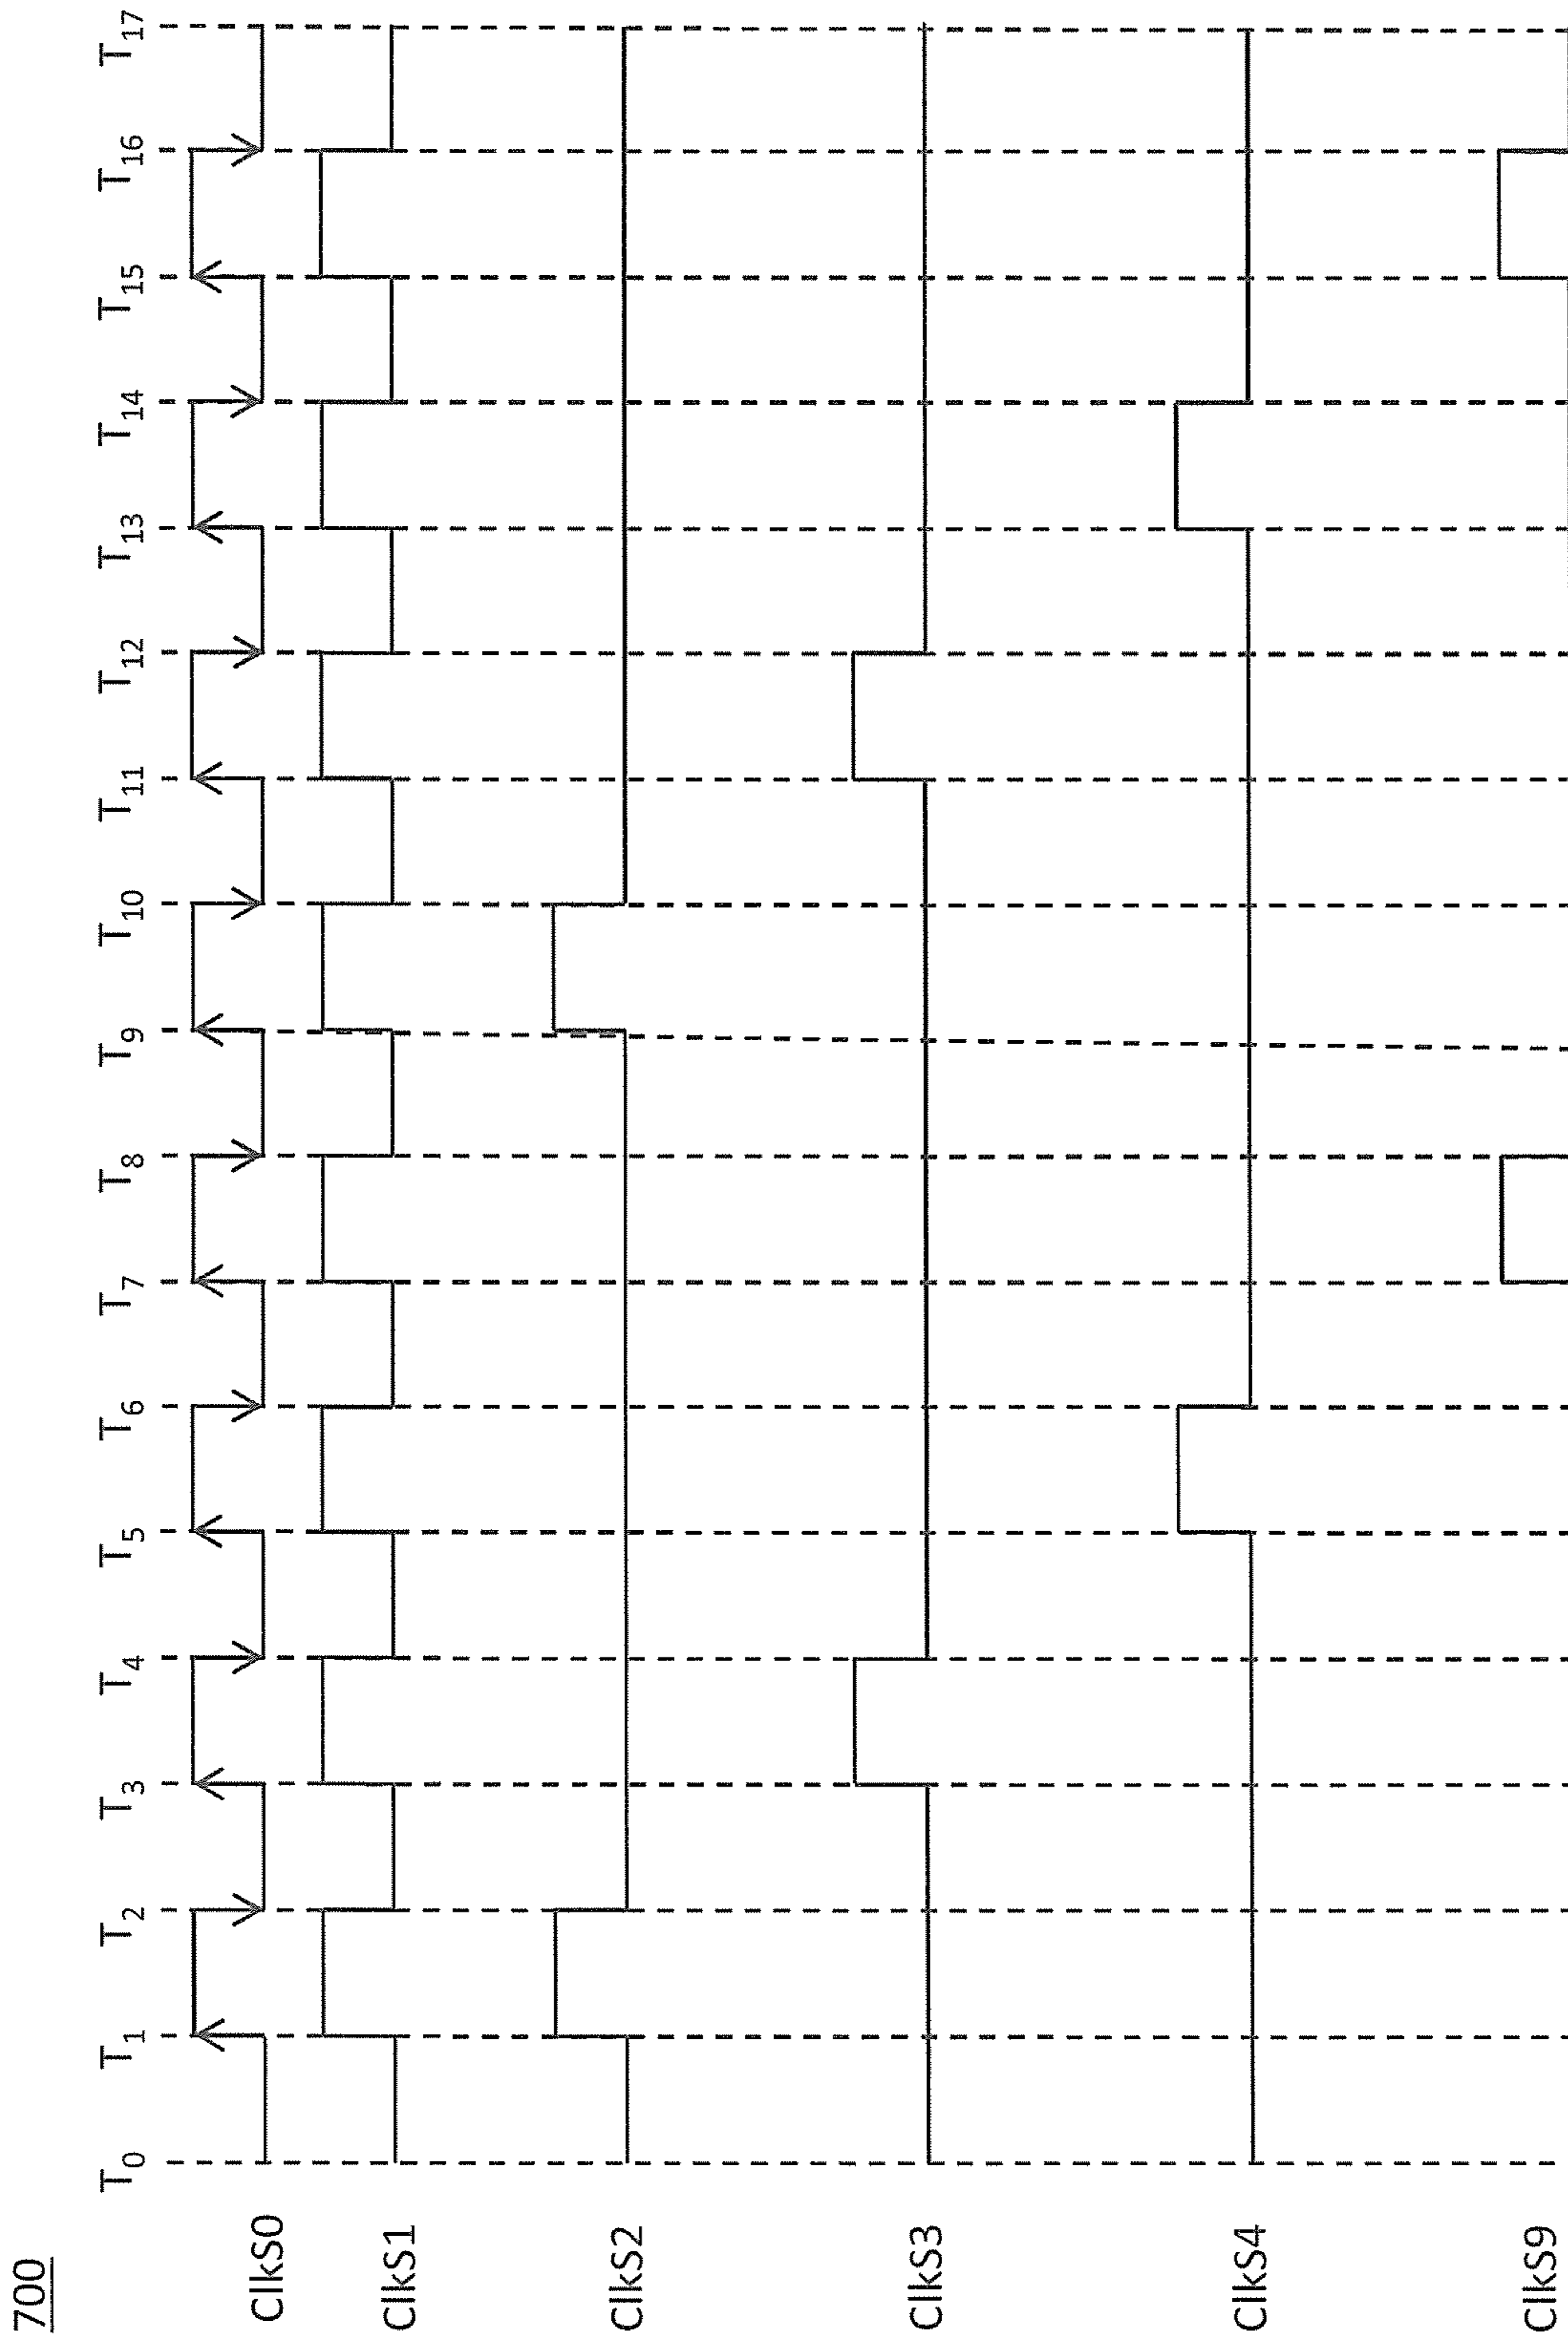 700
T0 T1 T2 T3 T4 T5 T6 T7 T8 T9 T10 T11 T12 T13 T14 T15 T16 T17
ClkS0
ClkS1
ClkS2
ClkS3
ClkS4
ClkS9